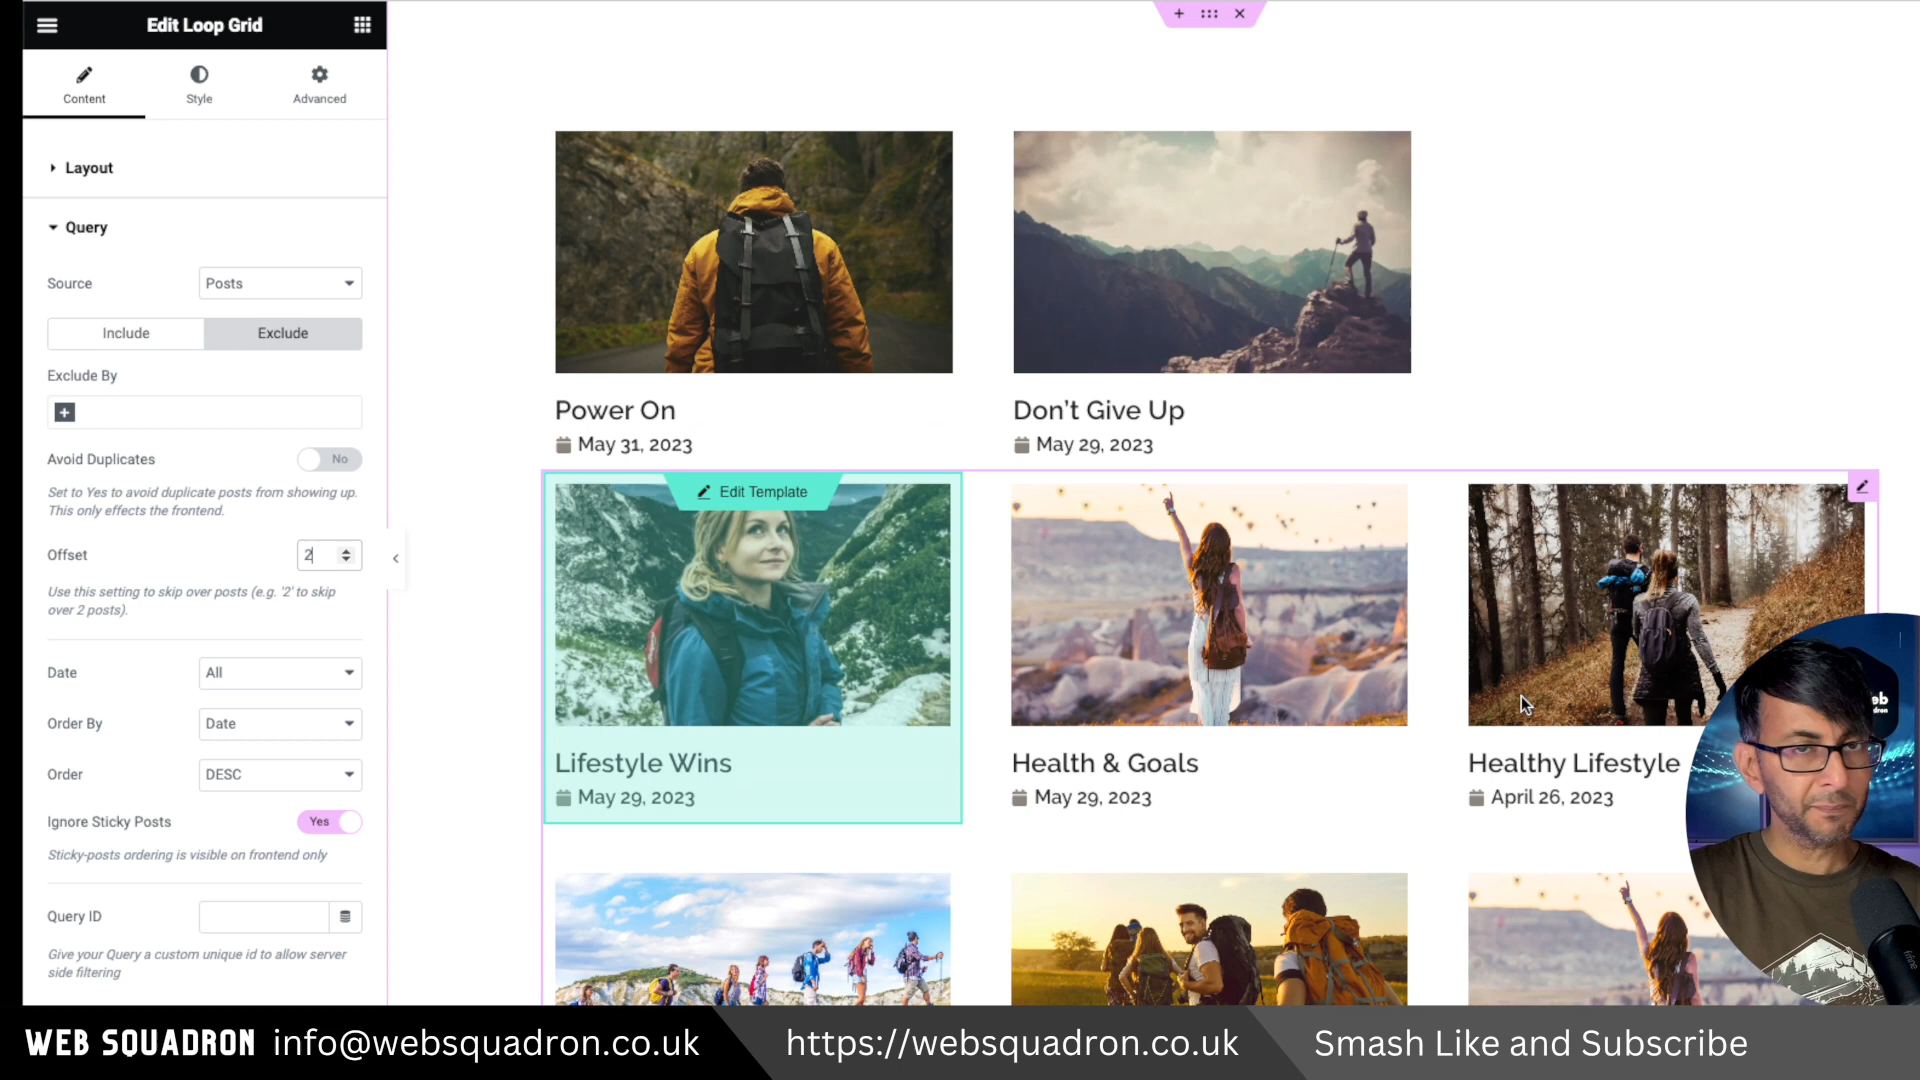 Edit Loop Grid
Content
Style
Advanced
Layout
Query
Source
Posts
Include
Exclude
Exclude By
Avoid Duplicates
No
Set to Yes to avoid duplicate posts from showing up.
This only effects the frontend.
Offset
2
Use this setting to skip over posts (e.g. '2' to skip
over 2 posts).
Date
All
Order By
Date
Order
DESC
Ignore Sticky Posts
Yes
Sticky-posts ordering is visible on frontend only
Query ID
Give your Query a custom unique id to allow server
side filtering
Power On
May 31, 2023
Don't Give Up
May 29, 2023
Edit Template
Lifestyle Wins
May 29, 2023
Health & Goals
May 29, 2023
Healthy Lifestyle
April 26, 2023
WEB SQUADRON info@websquadron.co.uk
https://websquadron.co.uk
Smash Like and Subscribe